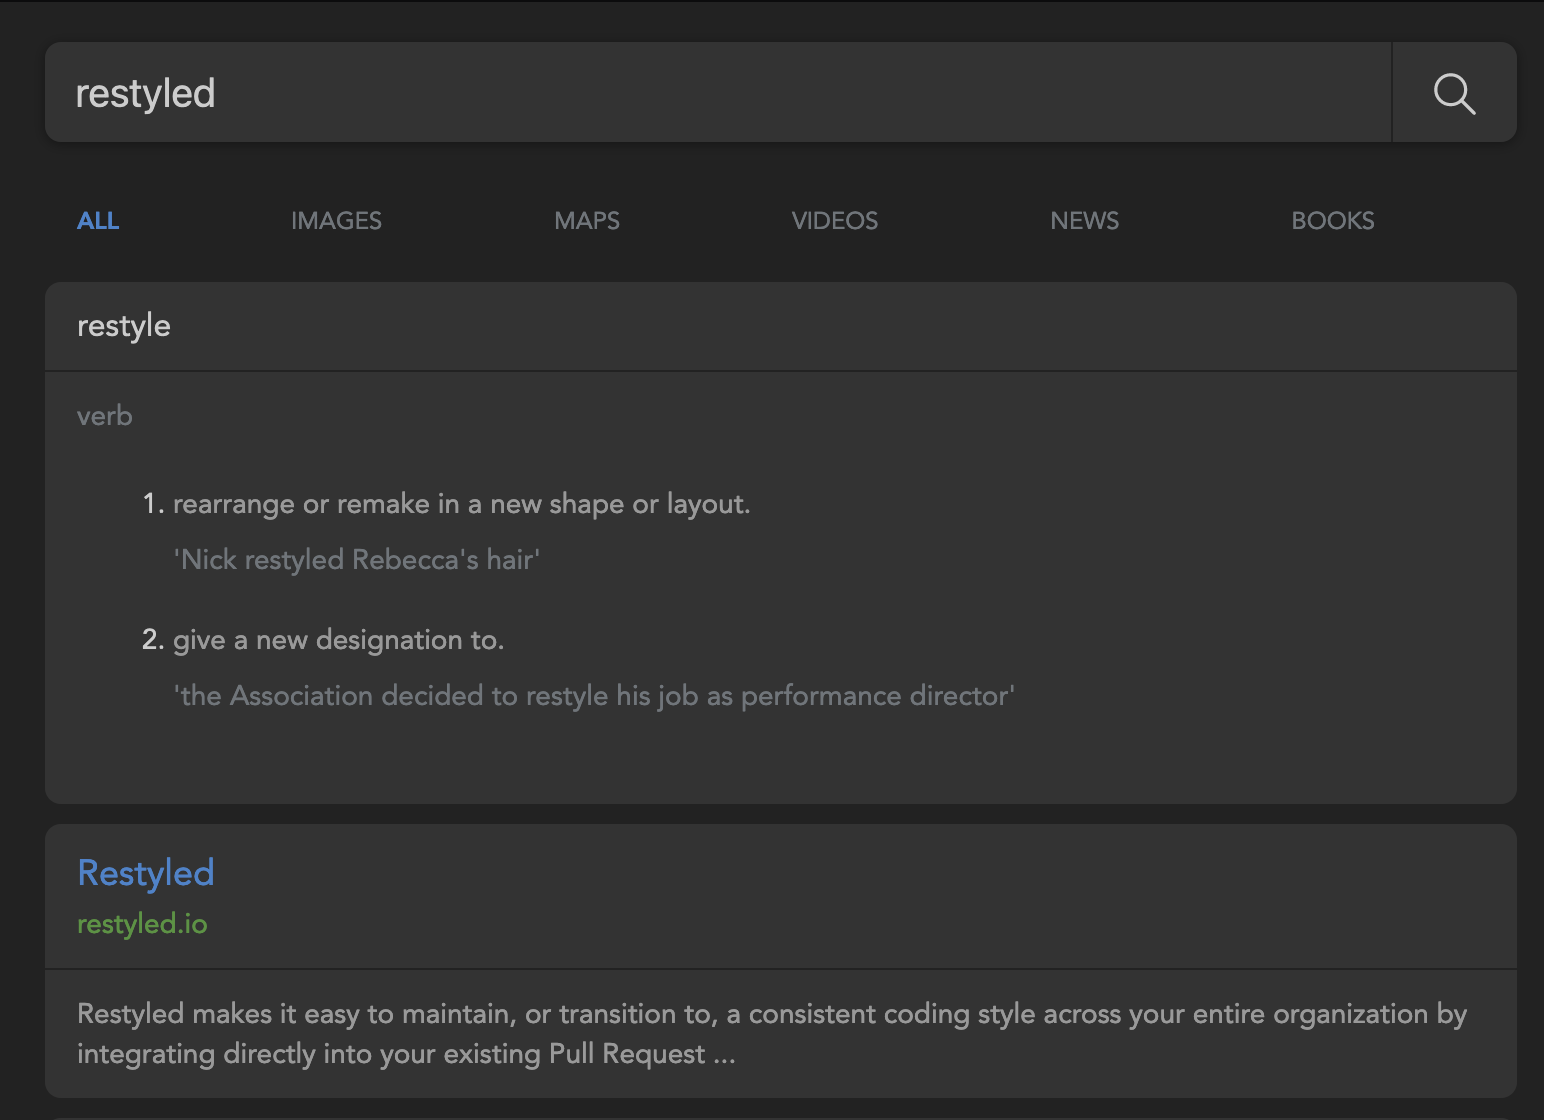 restyled
ALL IMAGES MAPS VIDEOS NEWS BOOKS
restyle
verb
1. rearrange or remake in a new shape or layout.
'Nick restyled Rebecca's hair'
2. give a new designation to.
'the Association decided to restyle his job as performance director'
Restyled
restyled.io
Restyled makes it easy to maintain, or transition to, a consistent coding style across your entire organization by
integrating directly into your existing Pull Request ...